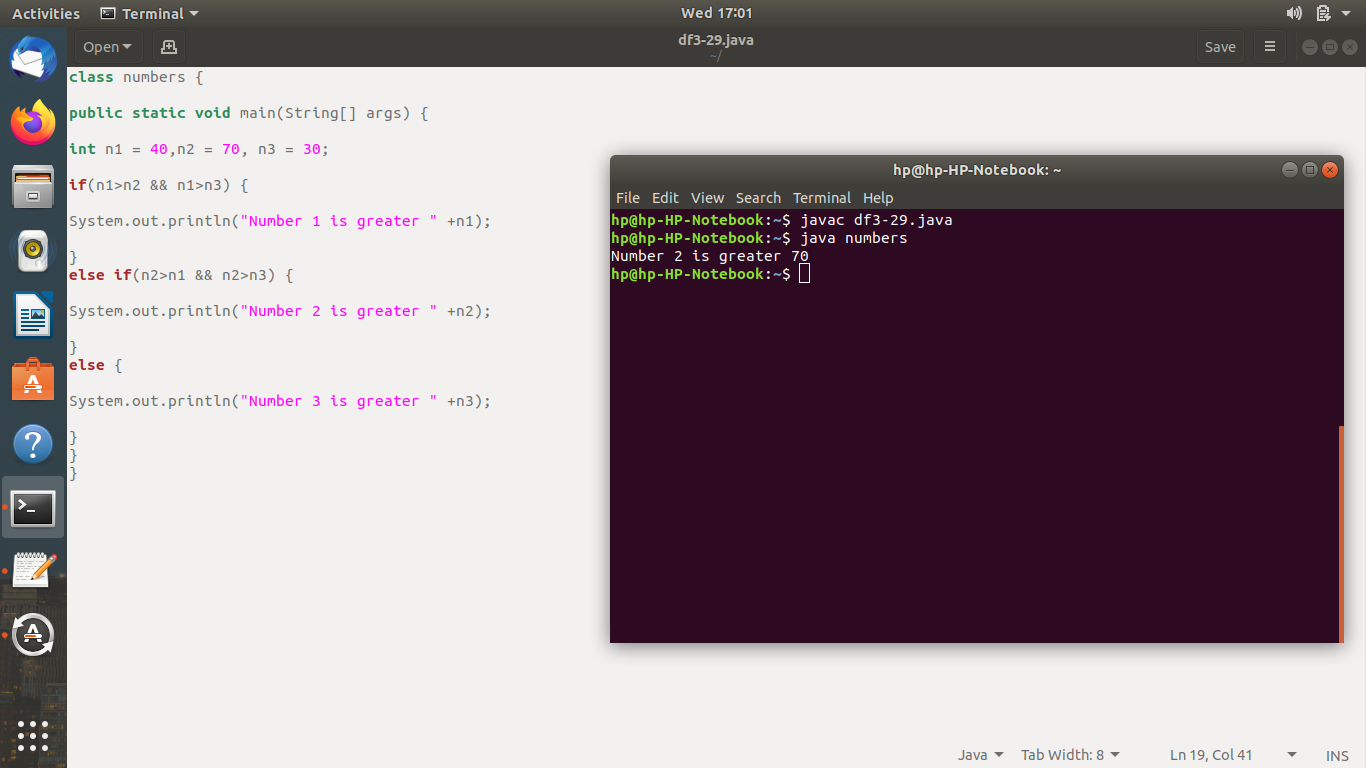 Activities Terminal Wed 17:01
Open df3-29.java Save
~/
class numbers {
public static void main(String[] args) {
int n1 = 40,n2 = 70, n3 = 30;
if(n1>n2 && n1>n3) {
System.out.println("Number 1 is greater " +n1);
}
else if(n2>n1 && n2>n3) {
System.out.println("Number 2 is greater " +n2);
}
else {
System.out.println("Number 3 is greater " +n3);
}
}
}
hp@hp-HP-Notebook: ~
File Edit View Search Terminal Help
hp@hp-HP-Notebook:~$ javac df3-29.java
hp@hp-HP-Notebook:~$ java numbers
Number 2 is greater 70
hp@hp-HP-Notebook:~$
Java Tab Width: 8 Ln 19, Col 41 INS